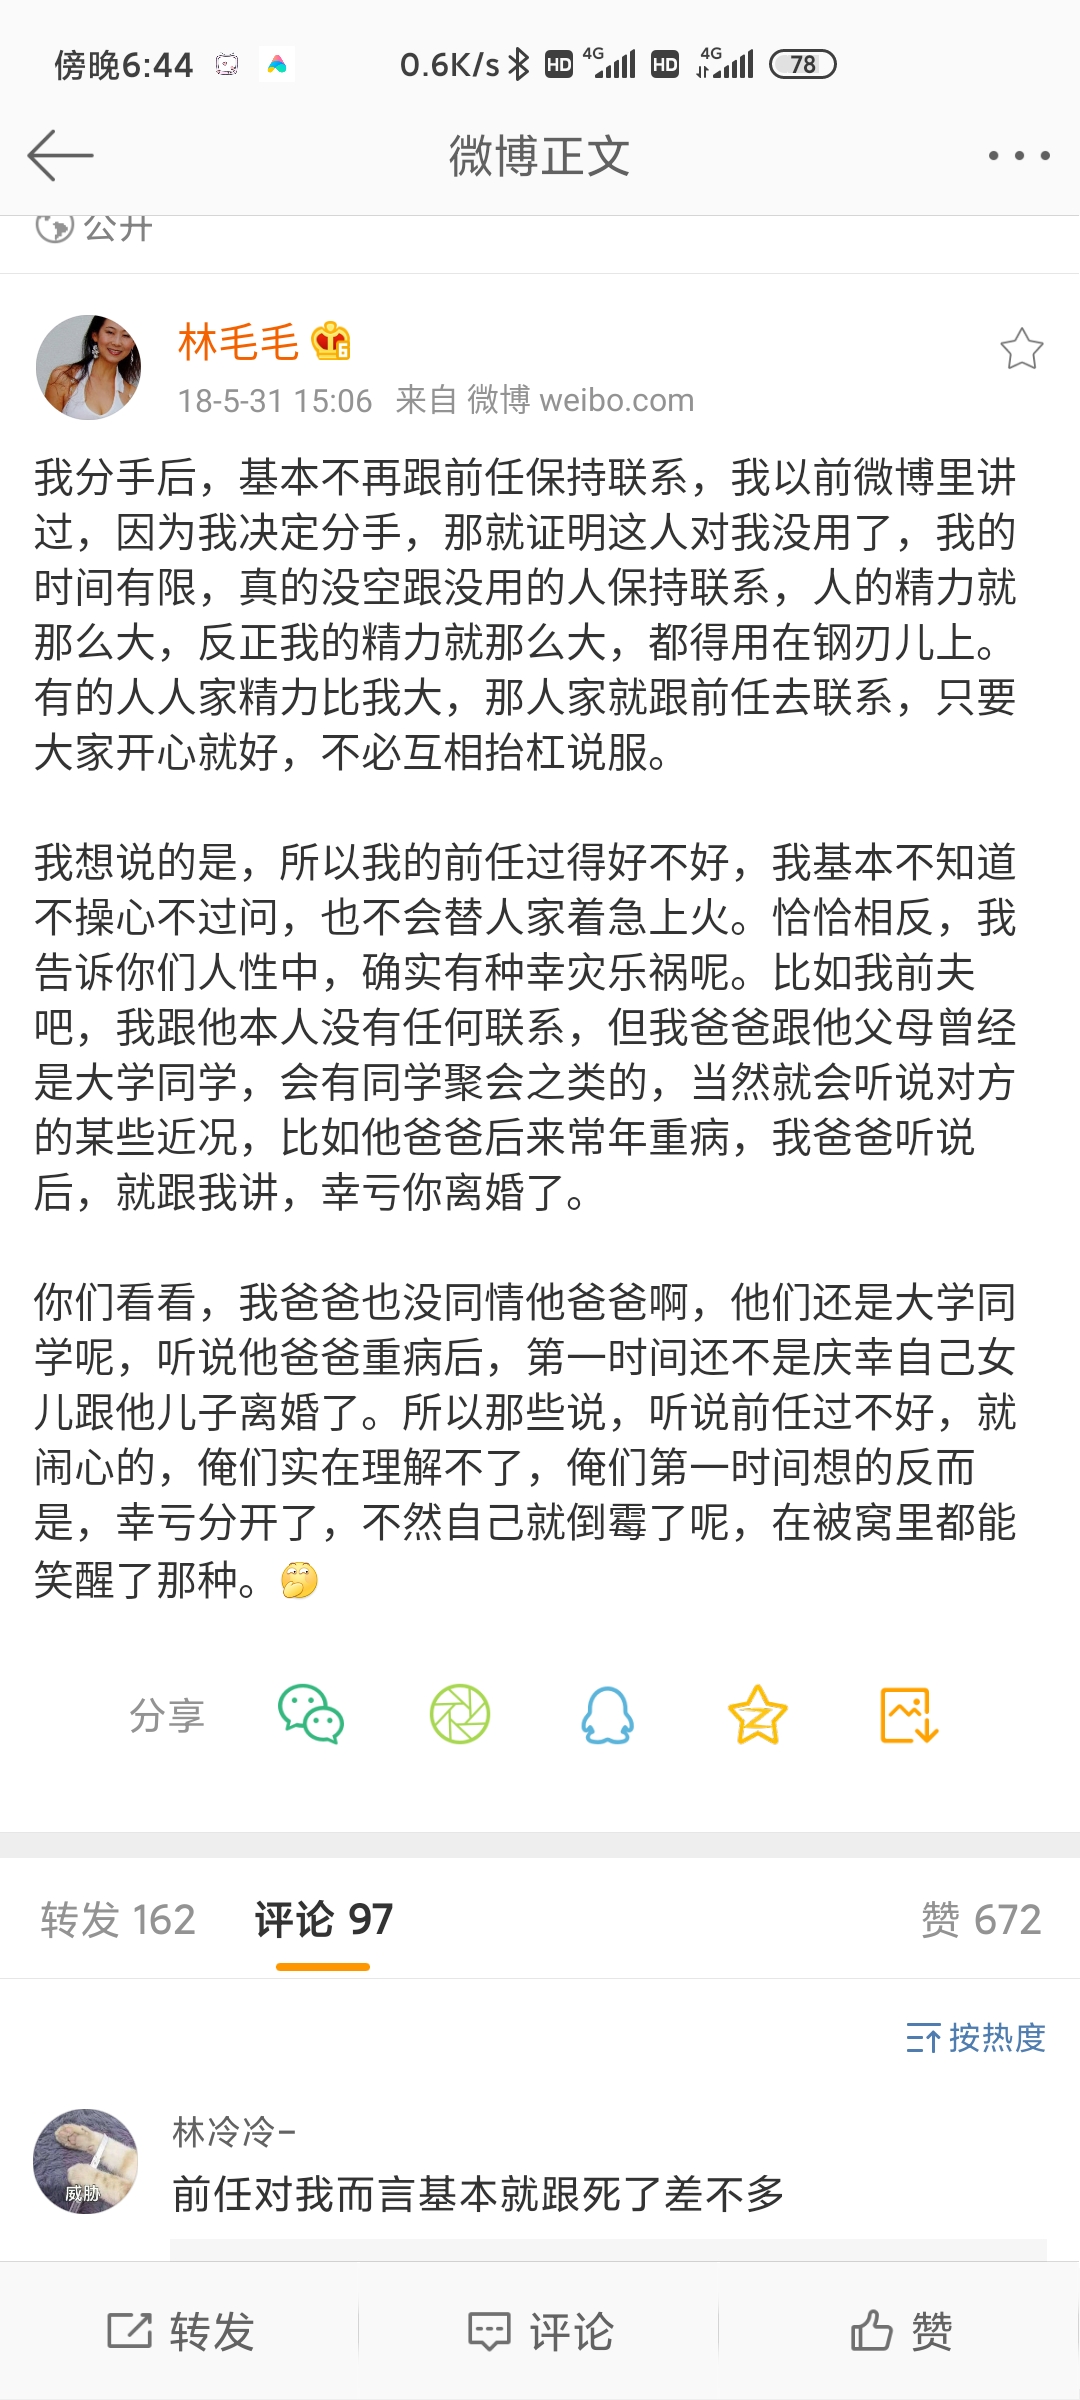 傍晚6:44 0.6K/s HD 4G HD 4G 78
微博正文
公开
林毛毛 6
18-5-31 15:06 来自 微博 weibo.com
我分手后，基本不再跟前任保持联系，我以前微博里讲
过，因为我决定分手，那就证明这人对我没用了，我的
时间有限，真的没空跟没用的人保持联系，人的精力就
那么大，反正我的精力就那么大，都得用在钢刃儿上。
有的人人家精力比我大，那人家就跟前任去联系，只要
大家开心就好，不必互相抬杠说服。
我想说的是，所以我的前任过得好不好，我基本不知道
不操心不过问，也不会替人家着急上火。恰恰相反，我
告诉你们人性中，确实有种幸灾乐祸呢。比如我前夫
吧，我跟他本人没有任何联系，但我爸爸跟他父母曾经
是大学同学，会有同学聚会之类的，当然就会听说对方
的某些近况，比如他爸爸后来常年重病，我爸爸听说
后，就跟我讲，幸亏你离婚了。
你们看看，我爸爸也没同情他爸爸啊，他们还是大学同
学呢，听说他爸爸重病后，第一时间还不是庆幸自己女
儿跟他儿子离婚了。所以那些说，听说前任过不好，就
闹心的，俺们实在理解不了，俺们第一时间想的反而
是，幸亏分开了，不然自己就倒霉了呢，在被窝里都能
笑醒了那种。
分享
转发 162 评论 97 赞 672
按热度
林冷冷-
威胁
前任对我而言基本就跟死了差不多
转发 评论 赞